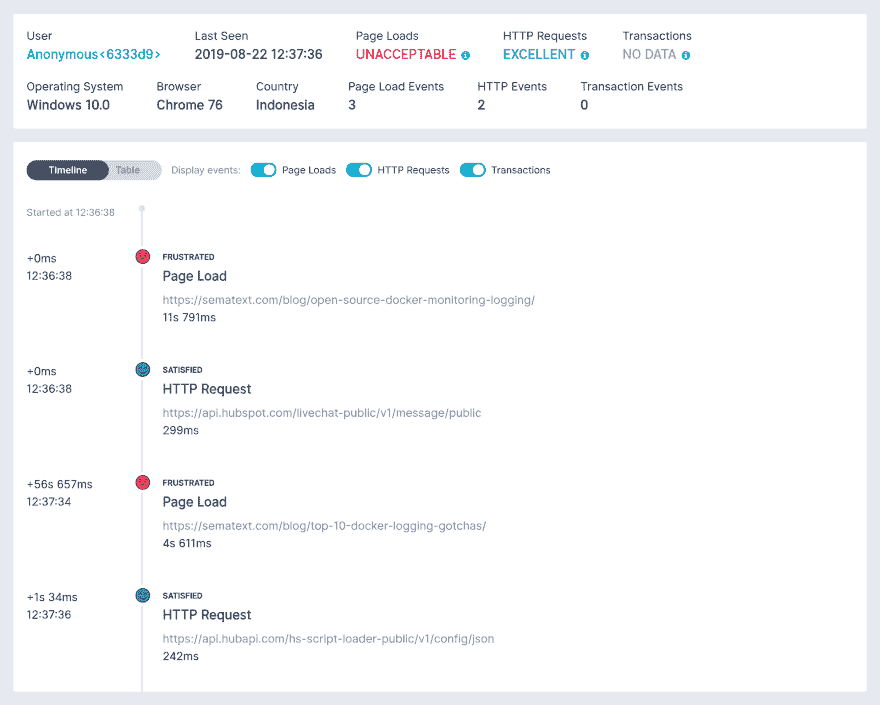 User Last Seen Page Loads HTTP Requests Transactions
Anonymous<6333d9> 2019-08-22 12:37:36 UNACCEPTABLE EXCELLENT NO DATA
Operating System Browser Country Page Load Events HTTP Events Transaction Events
Windows 10.0 Chrome 76 Indonesia 3 2 0
Timeline Table Display events: Page Loads HTTP Requests Transactions
Started at 12:36:38
+0ms
12:36:38
FRUSTRATED
Page Load
https://sematext.com/blog/open-source-docker-monitoring-logging/
11s 791ms
+0ms
12:36:38
SATISFIED
HTTP Request
https://api.hubspot.com/livechat-public/v1/message/public
299ms
+56s 657ms
12:37:34
FRUSTRATED
Page Load
https://sematext.com/blog/top-10-docker-logging-gotchas/
4s 611ms
+1s 34ms
12:37:36
SATISFIED
HTTP Request
https://api.hubapi.com/hs-script-loader-public/v1/config/json
242ms